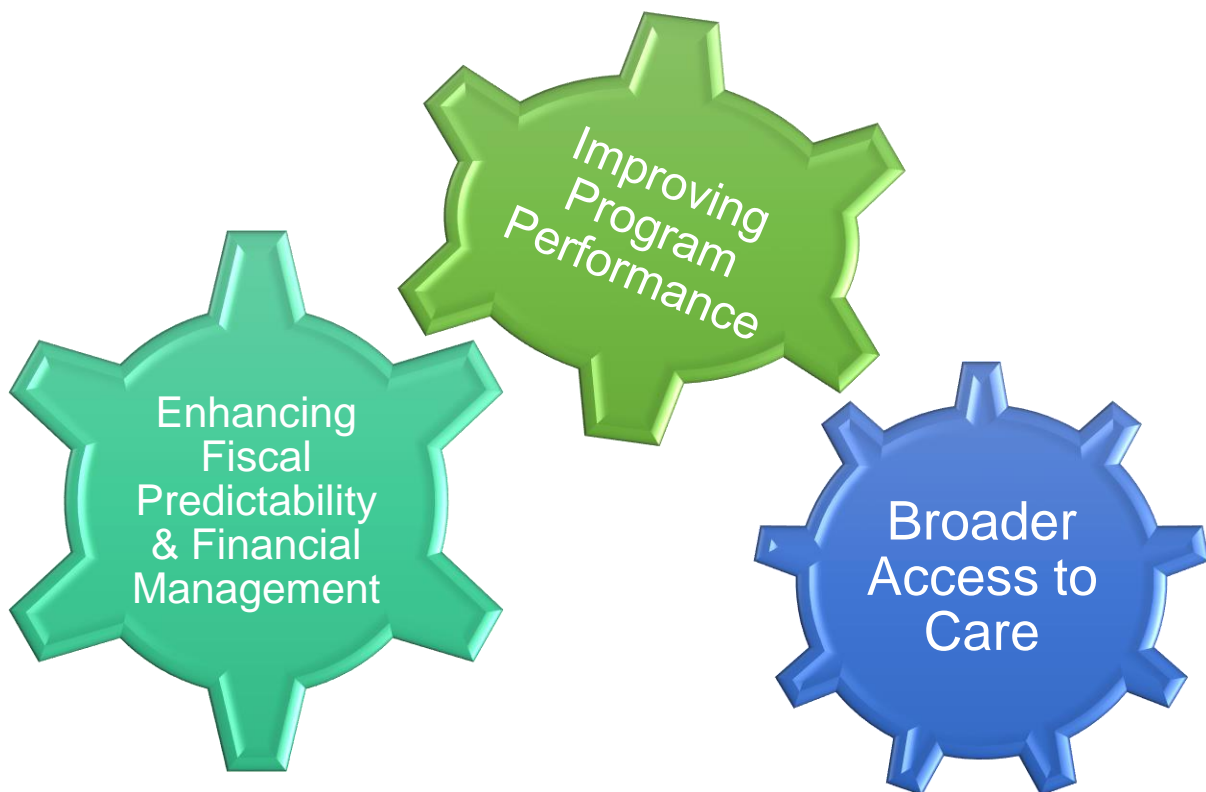 Improving
Program
Performance
Enhancing
Fiscal
Predictability
& Financial
Management
Broader
Access to
Care